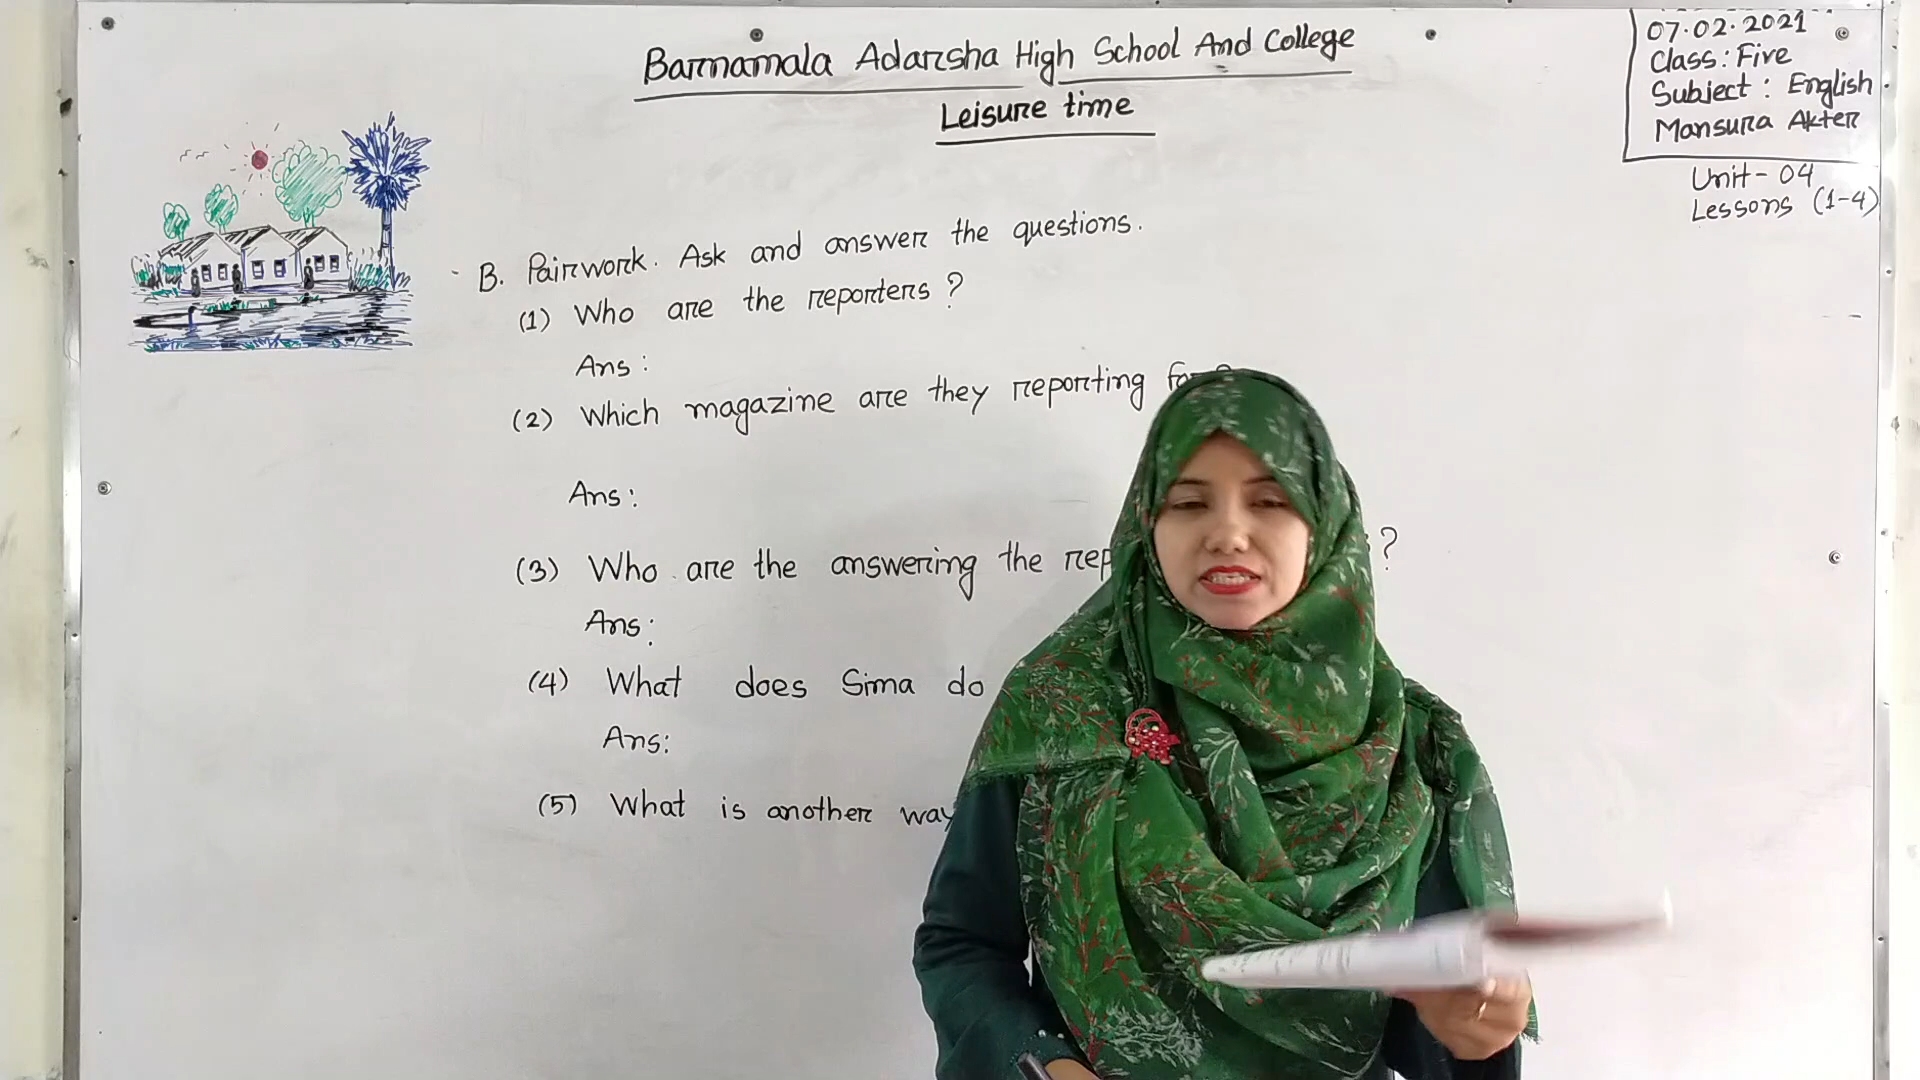 Barnamala Adarsha High School And College
Leisure time
07.02.2021
Class: Five
Subject: English
Mansura Akter
Unit- 04
Lessons (1-4)
B. Pairwork. Ask and answer the questions.
(1) Who are the reporters?
Ans:
(2) Which magazine are they reporting for?
Ans:
(3) Who are the answering the ?
Ans:
(4) What does Sima do
Ans:
(5) What is another way